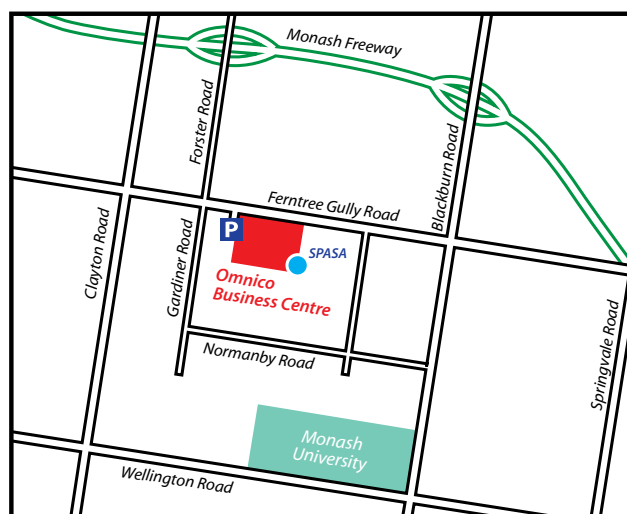 Monash Freeway
Forster Road
Blackburn Road
Ferntree Gully Road
Clayton Road
Gardiner Road
P
SPASA
Omnico
Business Centre
Springvale Road
Normanby Road
Monash
University
Wellington Road